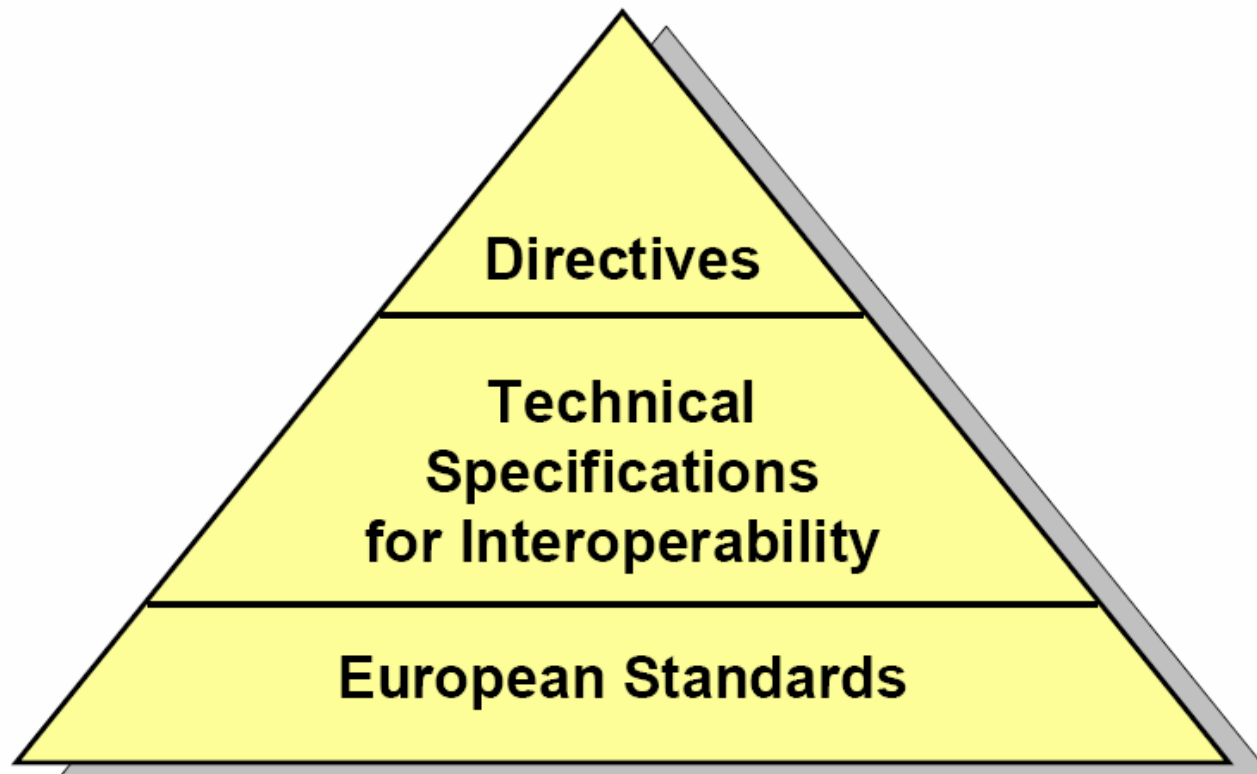 Directives
Technical
Specifications
for Interoperability
European Standards